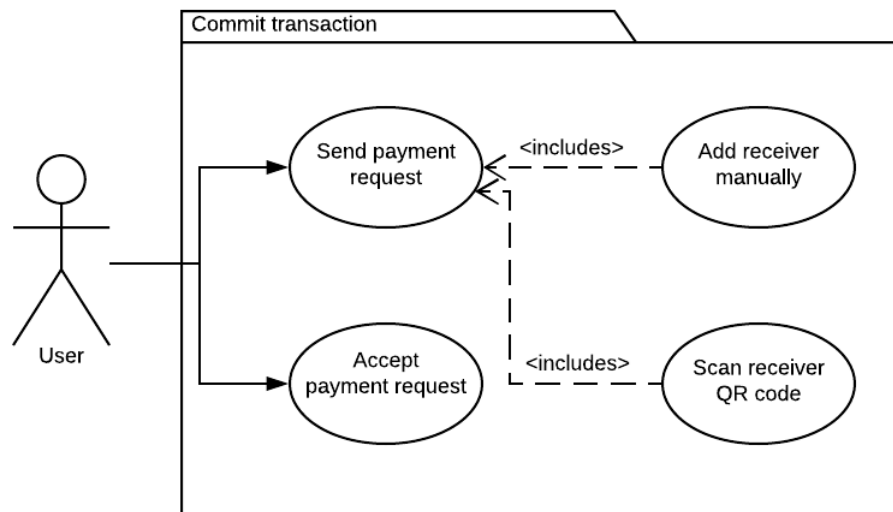 Commit transaction
Send payment
request
<includes>
Add receiver
manually
User
Accept
payment request
<includes>
Scan receiver
QR code